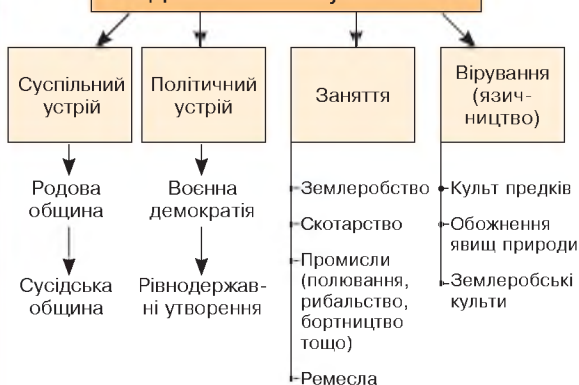 Суспільний
устрій
Політичний
устрій
Заняття
Вірування
(язич-
ництво)
Родова
община
Сусідська
община
Воєнна
демократія
Рівнодержав-
ні утворення
Землеробство
Скотарство
Промисли
(полювання,
рибальство,
бортництво
тощо)
Ремесла
Культ предків
Обожнення
явищ природи
Землеробські
культи